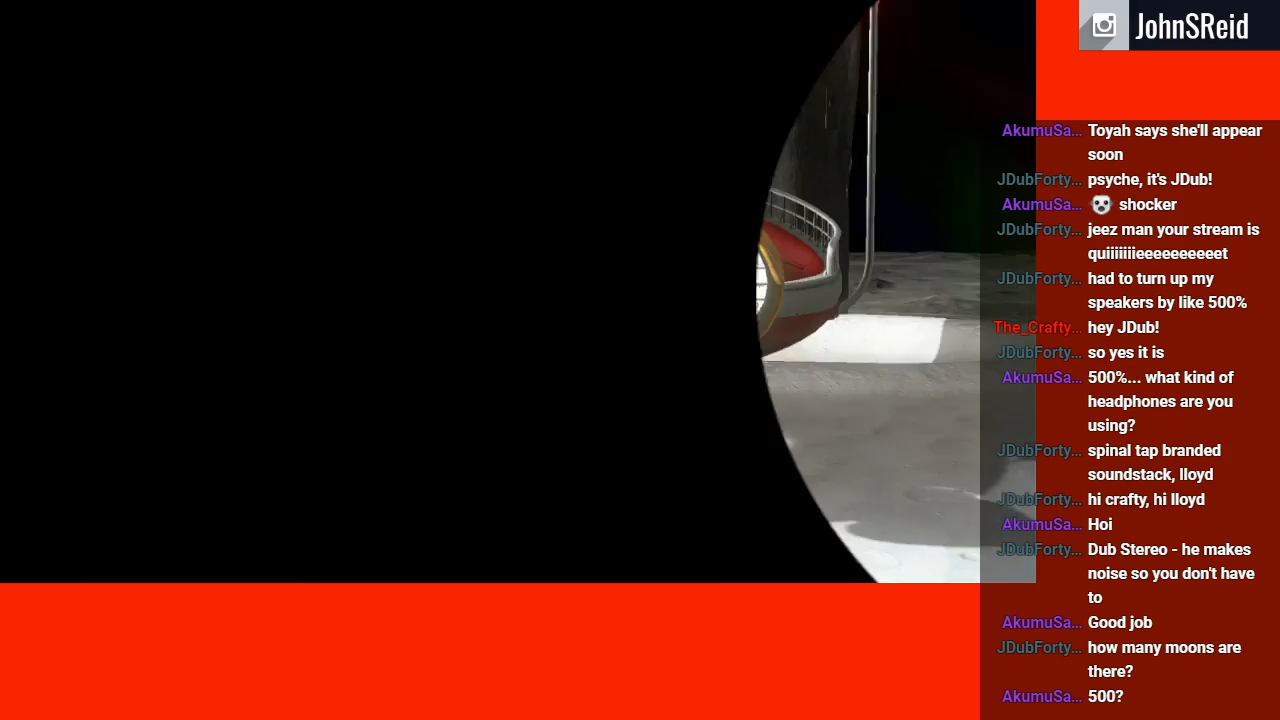 JohnSReid
AkumuSa... Toyah says she'll appear
soon
JDubForty... psyche, it's JDub!
AkumuSa... shocker
JDubForty... jeez man your stream is
quiiiiiiieeeeeeeeeet
JDubForty... had to turn up my
speakers by like 500%
The_Crafty... hey JDub!
JDubForty... so yes it is
AkumuSa... 500%... what kind of
headphones are you
using?
JDubForty... spinal tap branded
soundstack, lloyd
JDubForty... hi crafty, hi lloyd
AkumuSa... Hoi
JDubForty... Dub Stereo - he makes
noise so you don't have
to
AkumuSa... Good job
JDubForty... how many moons are
there?
AkumuSa... 500?